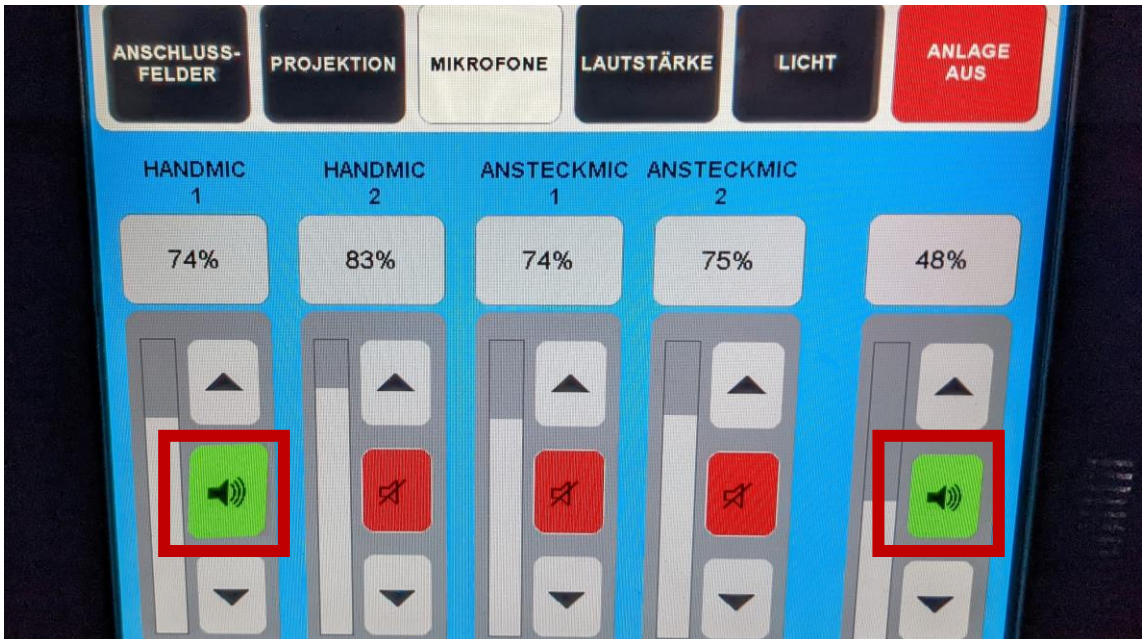 ANSCHLUSS-
FELDER
PROJEKTION
MIKROFONE
LAUTSTÄRKE
LICHT
ANLAGE
AUS
HANDMIC
1
HANDMIC
2
ANSTECKMIC
1
ANSTECKMIC
2
74%
83%
74%
75%
48%